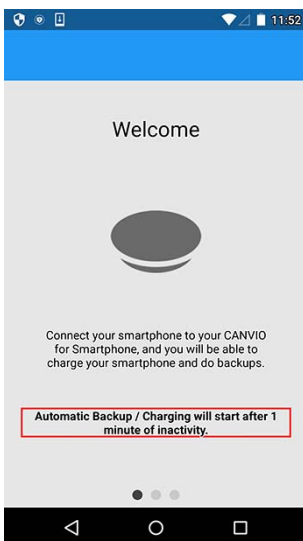 11:52
Welcome
Connect your smartphone to your CANVIO
for Smartphone, and you will be able to
charge your smartphone and do backups.
Automatic Backup / Charging will start after 1
minute of inactivity.